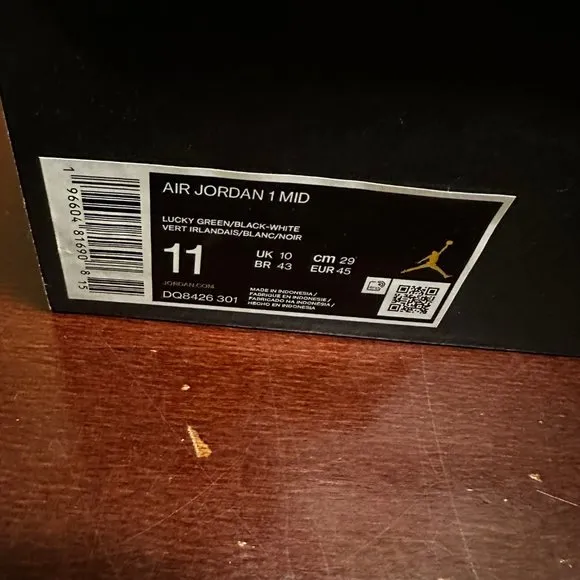 AIR JORDAN 1 MID
LUCKY GREEN/BLACK-WHITE
VERT IRLANDAIS/BLANC/NOIR
11
UK 10 cm 29
BR 43 EUR 45
JORDAN.COM
DQ8426 301
MADE IN INDONESIA /
FABRIQUÉ EN INDONÉSIE /
FABRICADO NA INDONÉSIA /
HECHO EN INDONESIA
1 96604 81690 8 15